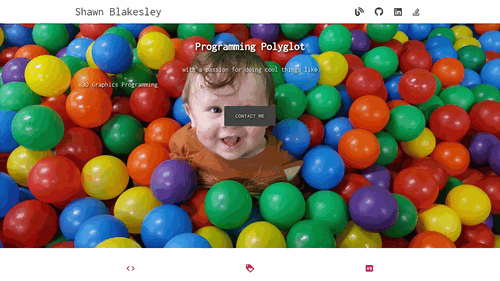 Shawn Blakesley
Programming Polyglot
with a passion for doing cool things like:
3D Graphics Programming
CONTACT ME